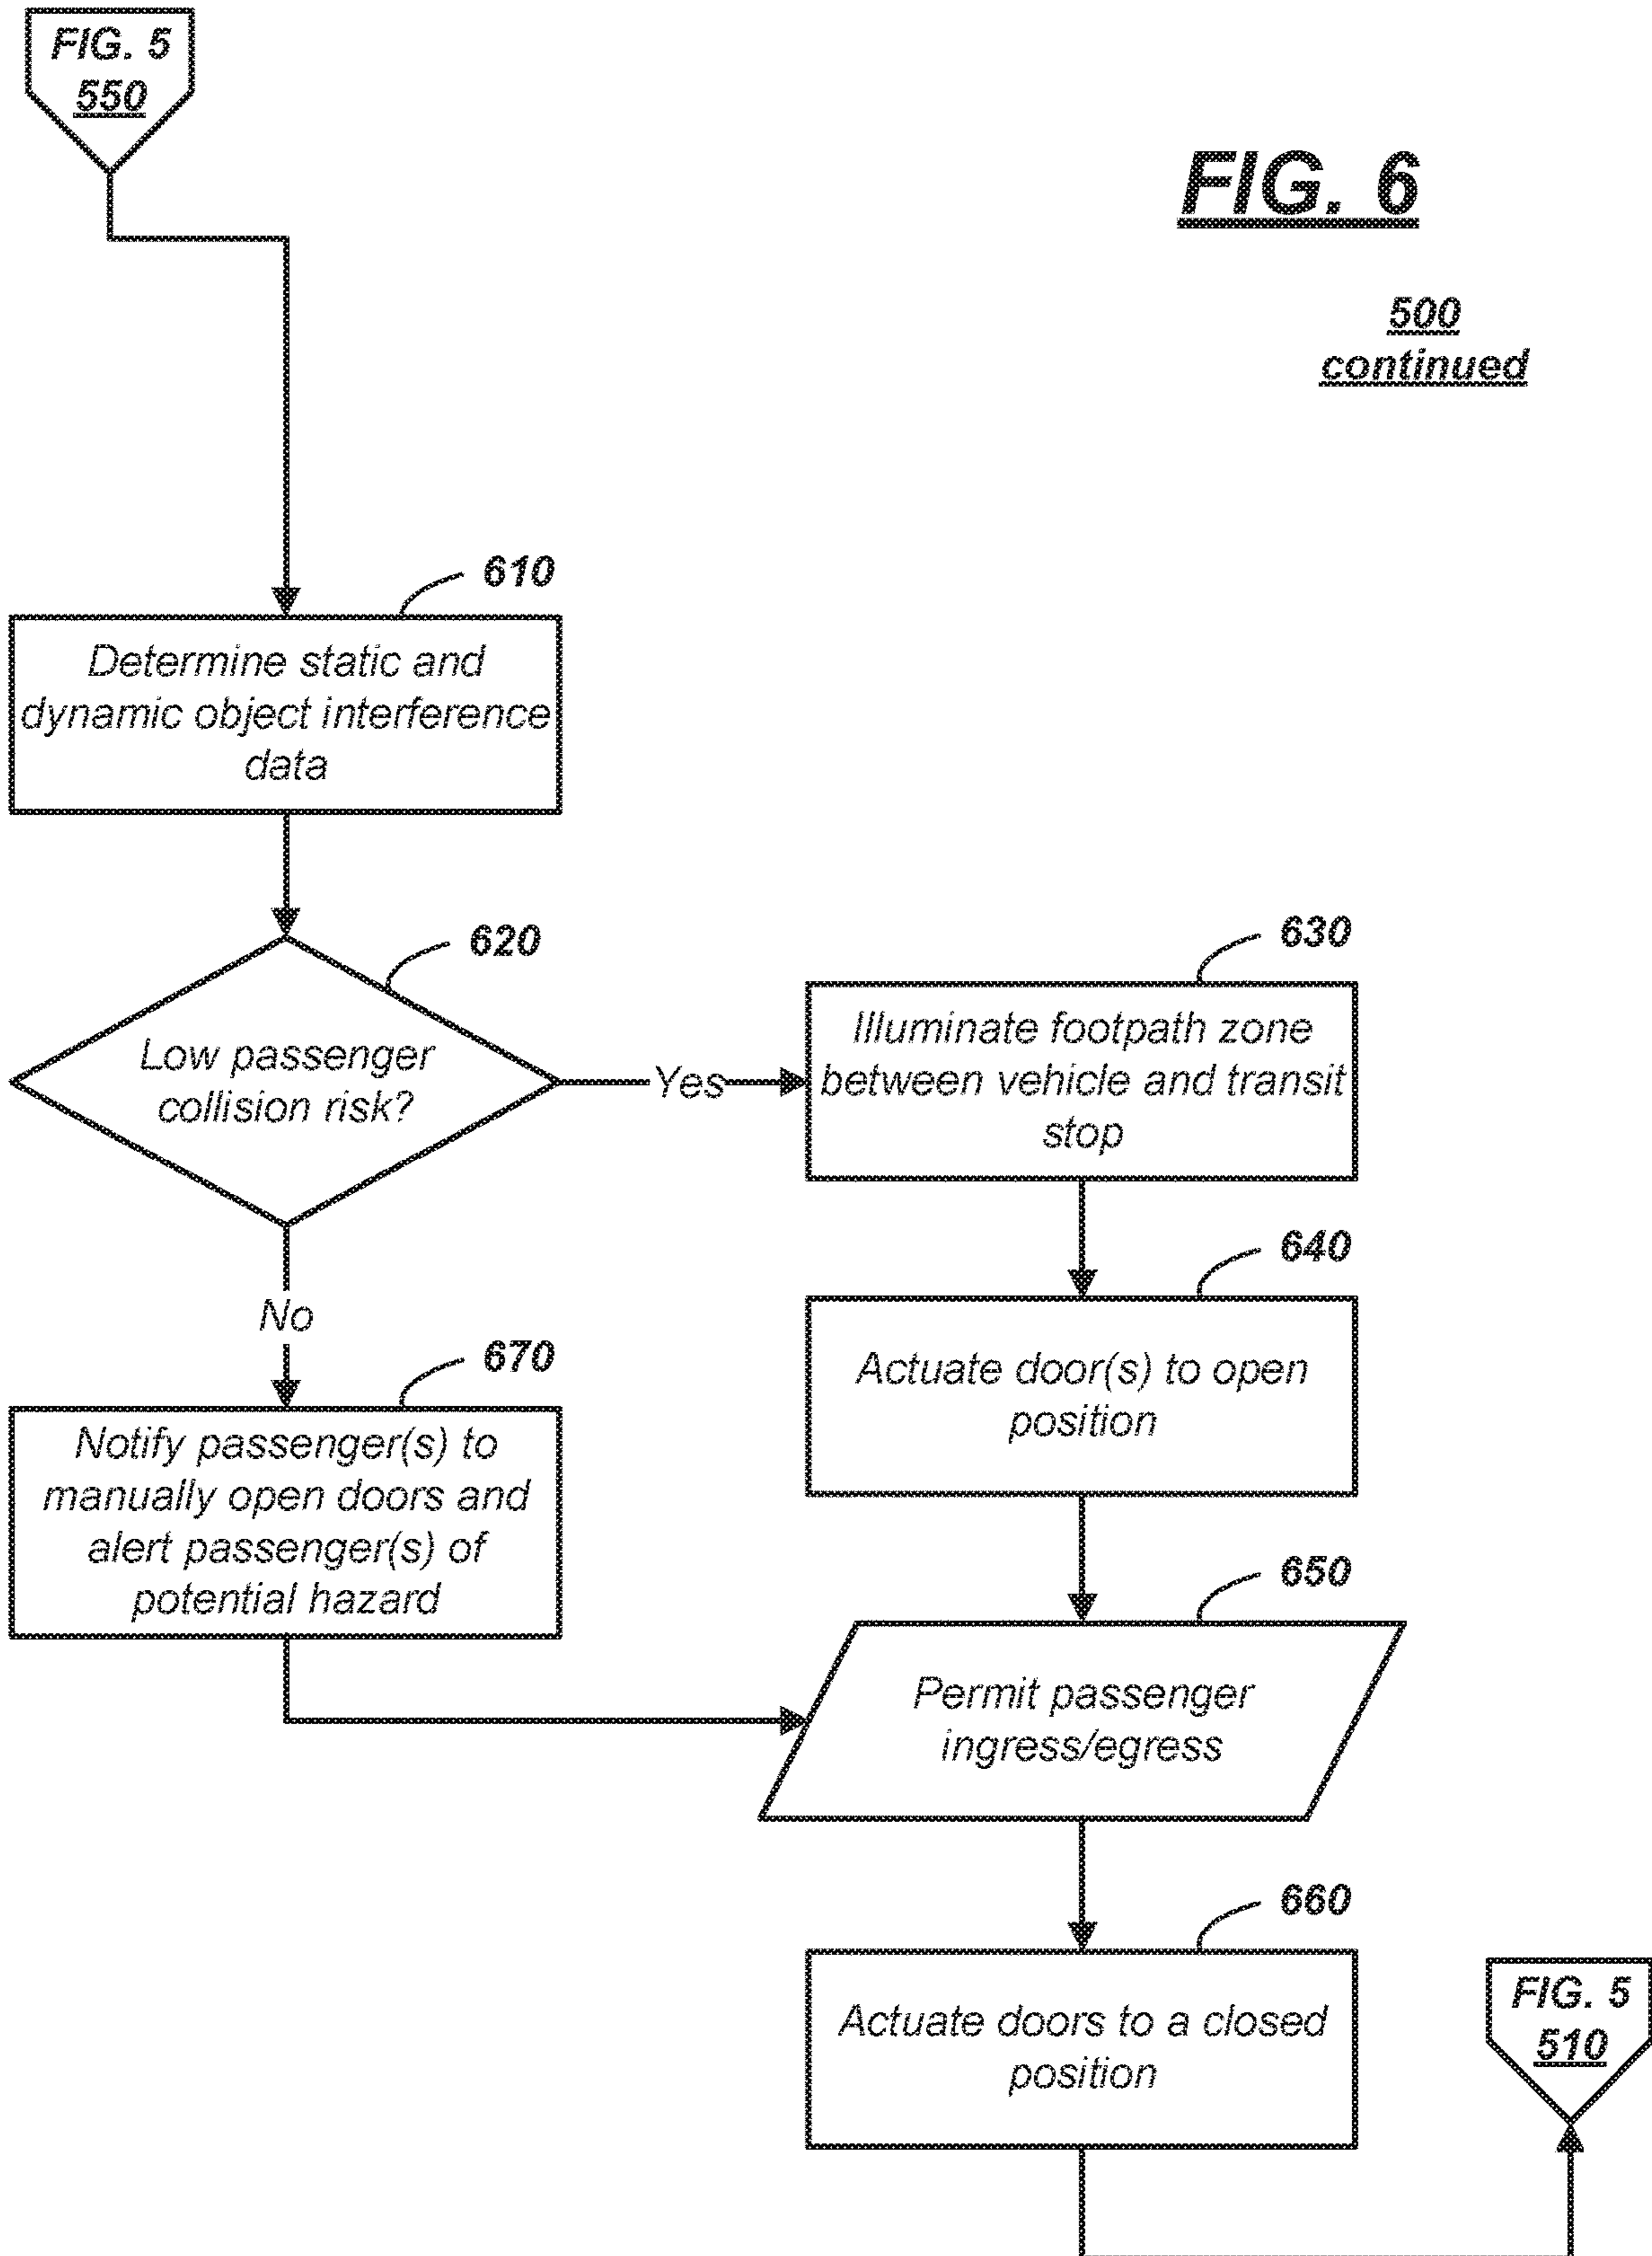 FIG. 5
550
FIG. 6
500
continued
610
Determine static and
dynamic object interference
data
620
Low passenger
collision risk?
Yes
630
Illuminate footpath zone
between vehicle and transit
stop
640
Actuate door(s) to open
position
No
670
Notify passenger(s) to
manually open doors and
alert passenger(s) of
potential hazard
650
Permit passenger
ingress/egress
660
Actuate doors to a closed
position
FIG. 5
510